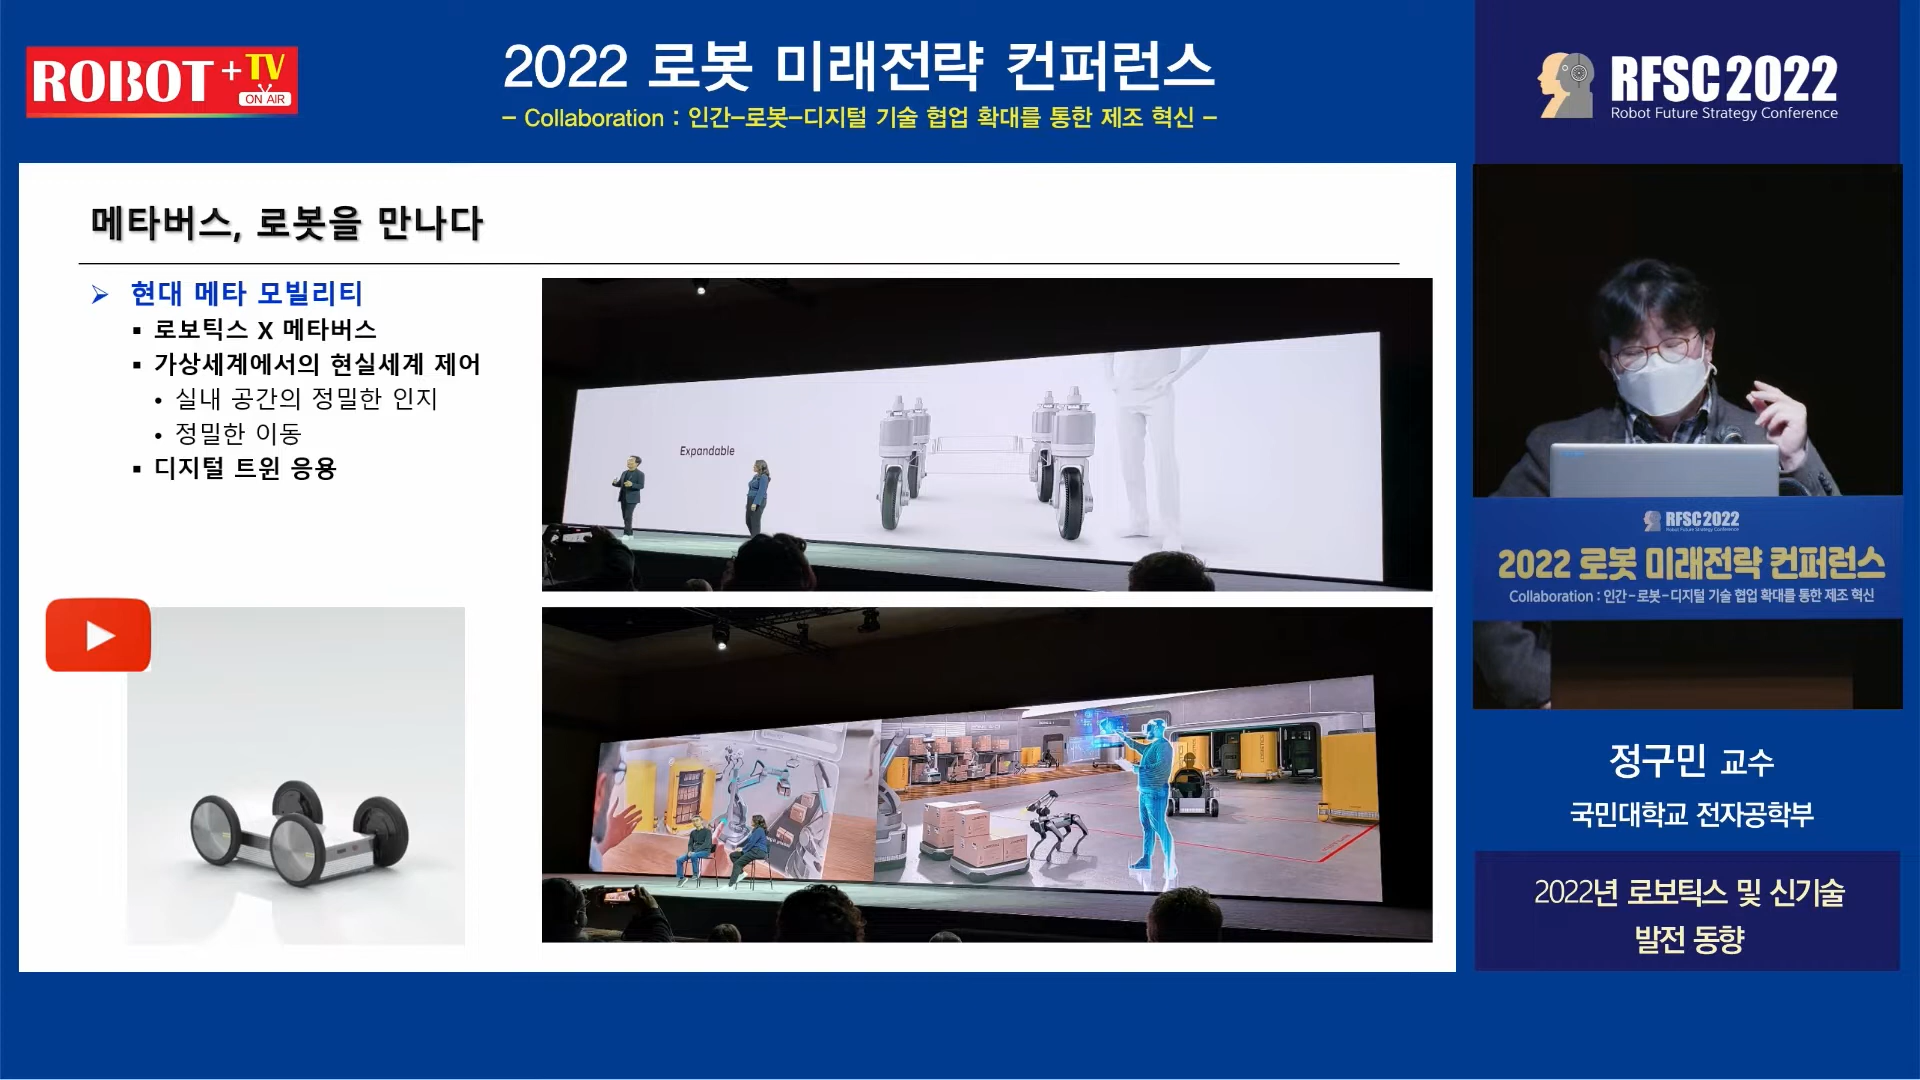 ROBOT+TV
ON AIR
2022 로봇 미래전략 컨퍼런스
– Collaboration : 인간–로봇–디지털 기술 협업 확대를 통한 제조 혁신 –
RFSC 2022
Robot Future Strategy Conference
메타버스, 로봇을 만나다
➢ 현대 메타 모빌리티
▪ 로보틱스 X 메타버스
▪ 가상세계에서의 현실세계 제어
• 실내 공간의 정밀한 인지
• 정밀한 이동
▪ 디지털 트윈 응용
Expandable
RFSC 2022
Robot Future Strategy Conference
2022 로봇 미래전략 컨퍼런스
Collaboration : 인간-로봇-디지털 기술 협업 확대를 통한 제조 혁신
정구민 교수
국민대학교 전자공학부
2022년 로보틱스 및 신기술
발전 동향